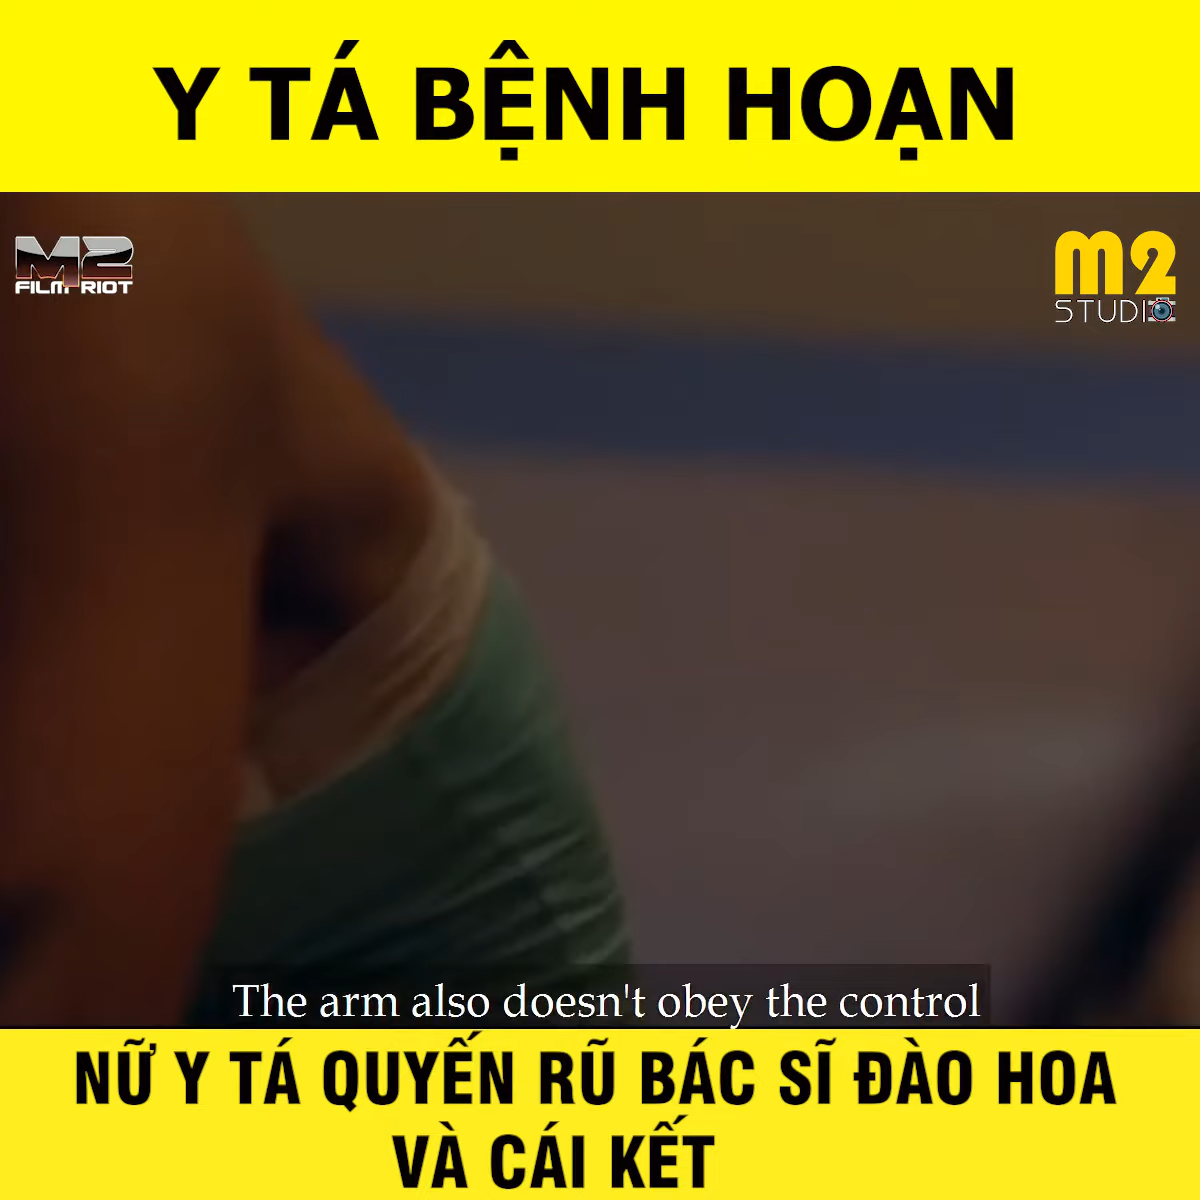 Y TÁ BỆNH HOẠN
M2
FILM RIOT
M2
STUDIO
The arm also doesn't obey the control
NỮ Y TÁ QUYẾN RŨ BÁC SĨ ĐÀO HOA
VÀ CÁI KẾT